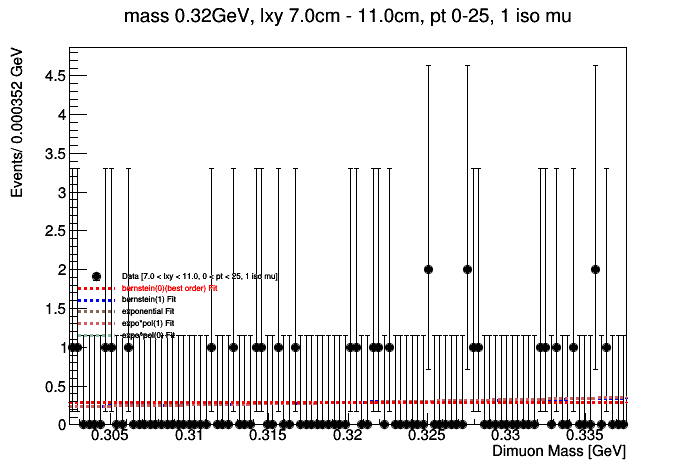 mass 0.32GeV, lxy 7.0cm - 11.0cm, pt 0-25, 1 iso mu
Events/ 0.000352 GeV
4.5
4
3.5
3
2.5
2
1.5
1
0.5
0
Data [7.0 < lxy < 11.0, 0 < pt < 25, 1 iso mu]
bernstein(0)(best order) Fit
bernstein(1) Fit
exponential Fit
expo*pol(1) Fit
expo*pol(0) Fit
0.305 0.31 0.315 0.32 0.325 0.33 0.335
Dimuon Mass [GeV]